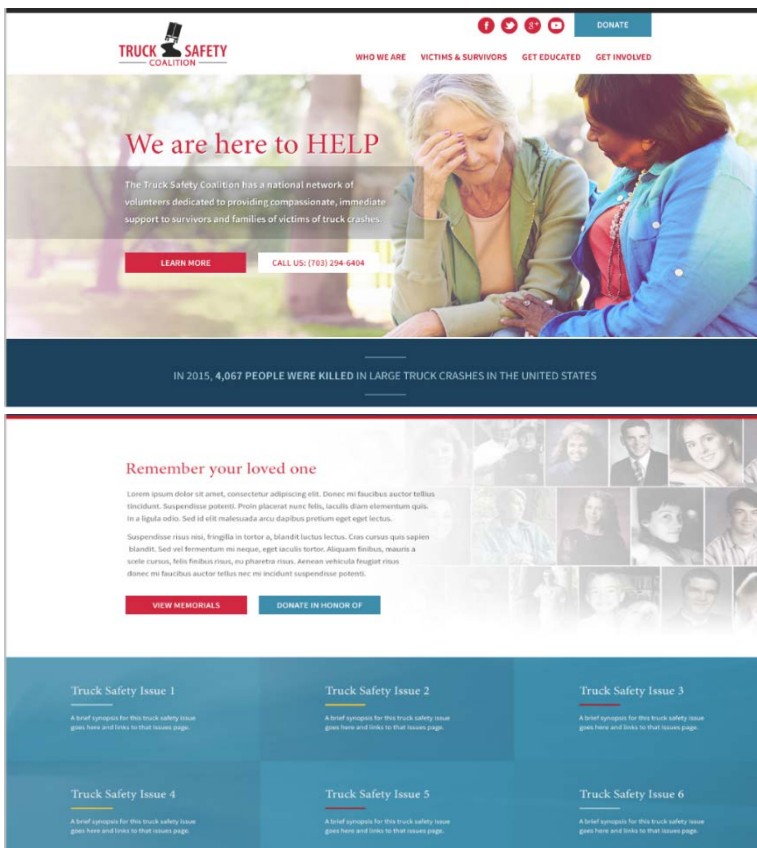 DONATE
TRUCK SAFETY
COALITION
WHO WE ARE VICTIMS & SURVIVORS GET EDUCATED GET INVOLVED
We are here to HELP
The Truck Safety Coalition has a national network of
volunteers dedicated to providing compassionate, immediate
support to survivors and families of victims of truck crashes.
LEARN MORE CALL US: (703) 294-6404
IN 2015, 4,067 PEOPLE WERE KILLED IN LARGE TRUCK CRASHES IN THE UNITED STATES
Remember your loved one
Lorem ipsum dolor sit amet, consectetur adipiscing elit. Donec mi faucibus auctor tellus
tincidunt. Suspendisse potenti. Proin placerat nunc felis, iaculis diam elementum quis.
In a ligula odio. Sed id elit malesuada arcu dapibus pretium eget eget lectus.
Suspendisse risus nisi, fringilla in tortor a, blandit luctus lectus. Cras cursus quis sapien
blandit. Sed vel fermentum mi neque, eget iaculis tortor. Aliquam finibus, mauris a
scele cursus, felis finibus risus, eu pharetra risus. Aenean vehicula feugiat risus
donec mi faucibus auctor tellus nec mi incidunt suspendisse potenti.
VIEW MEMORIALS DONATE IN HONOR OF
Truck Safety Issue 1 Truck Safety Issue 2 Truck Safety Issue 3
A brief synopsis for this truck safety issue A brief synopsis for this truck safety issue A brief synopsis for this truck safety issue
goes here and links to that issues page. goes here and links to that issues page. goes here and links to that issues page.
Truck Safety Issue 4 Truck Safety Issue 5 Truck Safety Issue 6
A brief synopsis for this truck safety issue A brief synopsis for this truck safety issue A brief synopsis for this truck safety issue
goes here and links to that issues page. goes here and links to that issues page. goes here and links to that issues page.